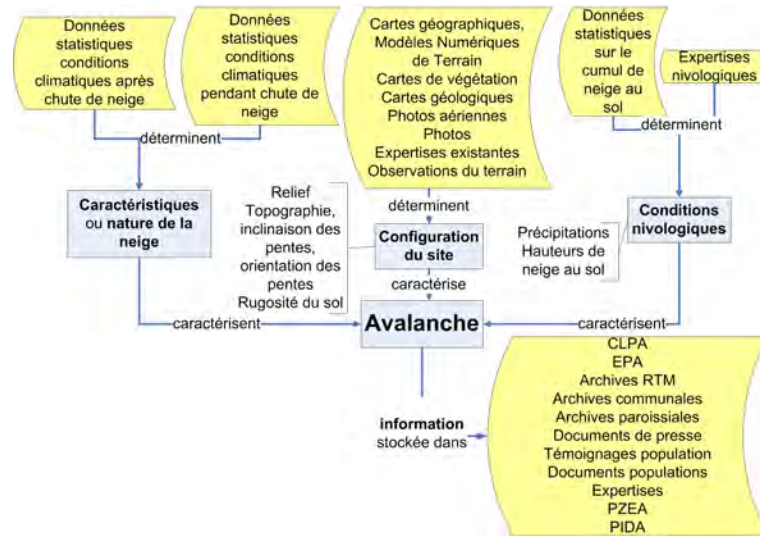 Données
statistiques
conditions
climatiques après
chute de neige
Données
statistiques
conditions
climatiques
pendant chute de
neige
Cartes géographiques,
Modèles Numériques
de Terrain
Cartes de végétation
Cartes géologiques
Photos aériennes
Photos
Expertises existantes
Observations du terrain
Données
statistiques
sur le
cumul de
neige au
sol
Expertises
nivologiques
déterminent
déterminent
déterminent
Caractéristiques
ou nature de la
neige
Relief
Topographie,
inclinaison des
pentes,
orientation des
pentes
Rugosité du sol
Configuration
du site
Précipitations
Hauteurs de
neige au sol
Conditions
nivologiques
caractérisent
caractérise
caractérisent
Avalanche
information
stockée dans
CLPA
EPA
Archives RTM
Archives communales
Archives paroissiales
Documents de presse
Témoignages population
Documents populations
Expertises
PZEA
PIDA